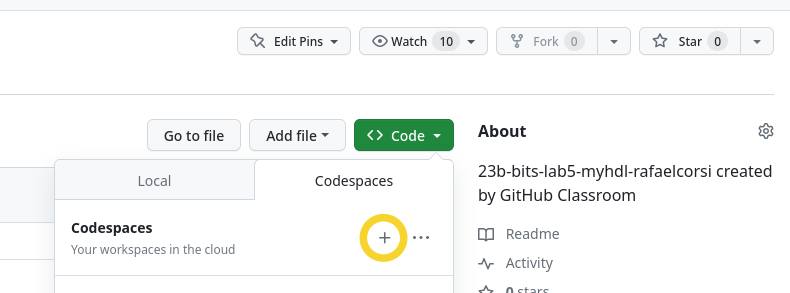 Edit Pins Watch 10 Fork 0 Star 0
Go to file Add file Code
Local Codespaces
Codespaces
Your workspaces in the cloud
About
23b-bits-lab5-myhdl-rafaelcorsi created
by GitHub Classroom
Readme
Activity
0 stars